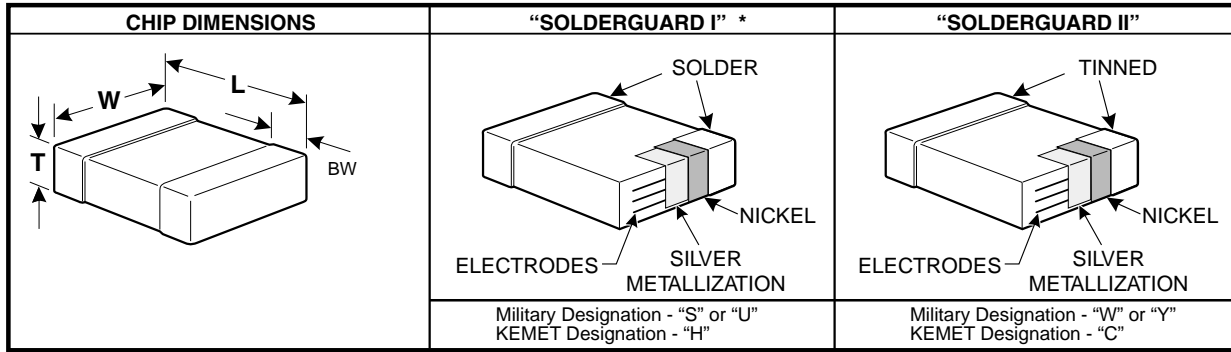 CHIP DIMENSIONS
W
L
T
BW
“SOLDERGUARD I” *
SOLDER
NICKEL
ELECTRODES
SILVER
METALLIZATION
Military Designation - “S” or “U”
KEMET Designation - “H”
“SOLDERGUARD II”
TINNED
NICKEL
ELECTRODES
SILVER
METALLIZATION
Military Designation - “W” or “Y”
KEMET Designation - “C”